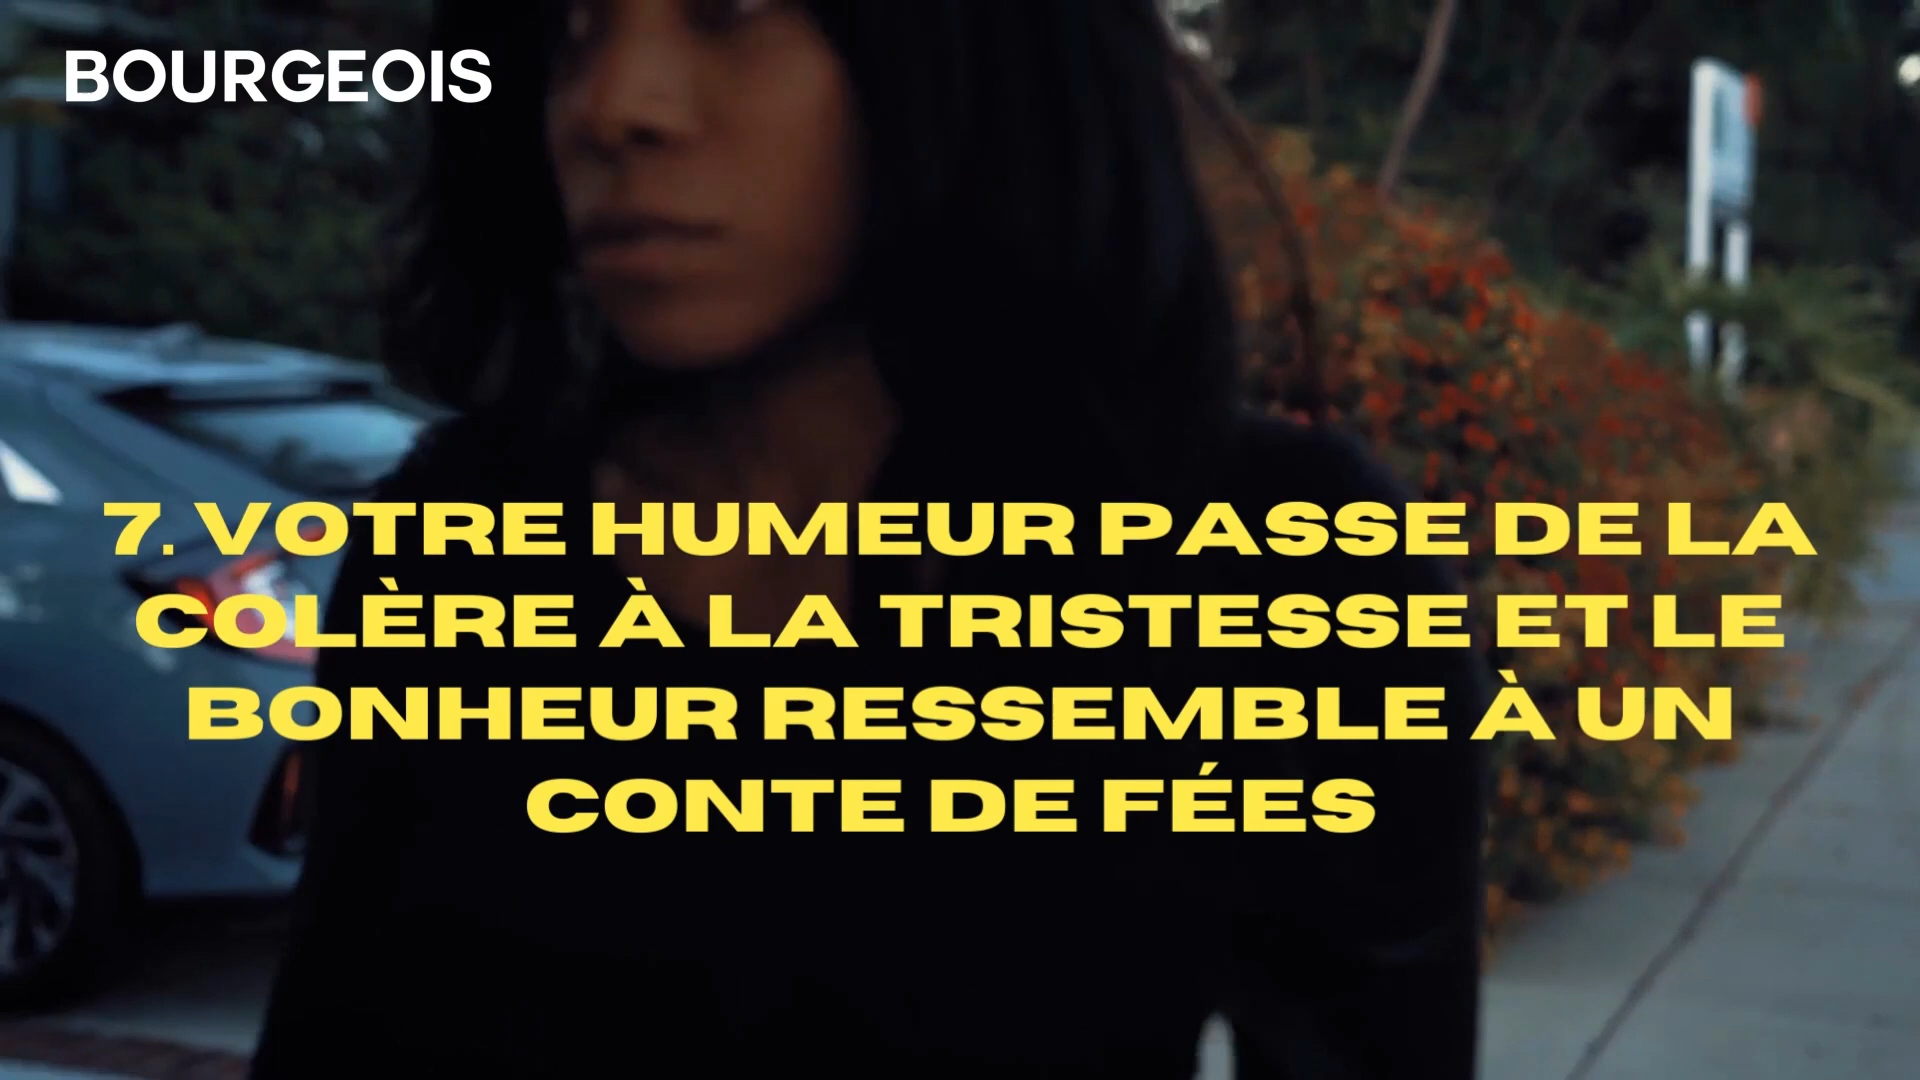 BOURGEOIS
7. VOTRE HUMEUR PASSE DE LA
COLÈRE À LA TRISTESSE ET LE
BONHEUR RESSEMBLE À UN
CONTE DE FÉES